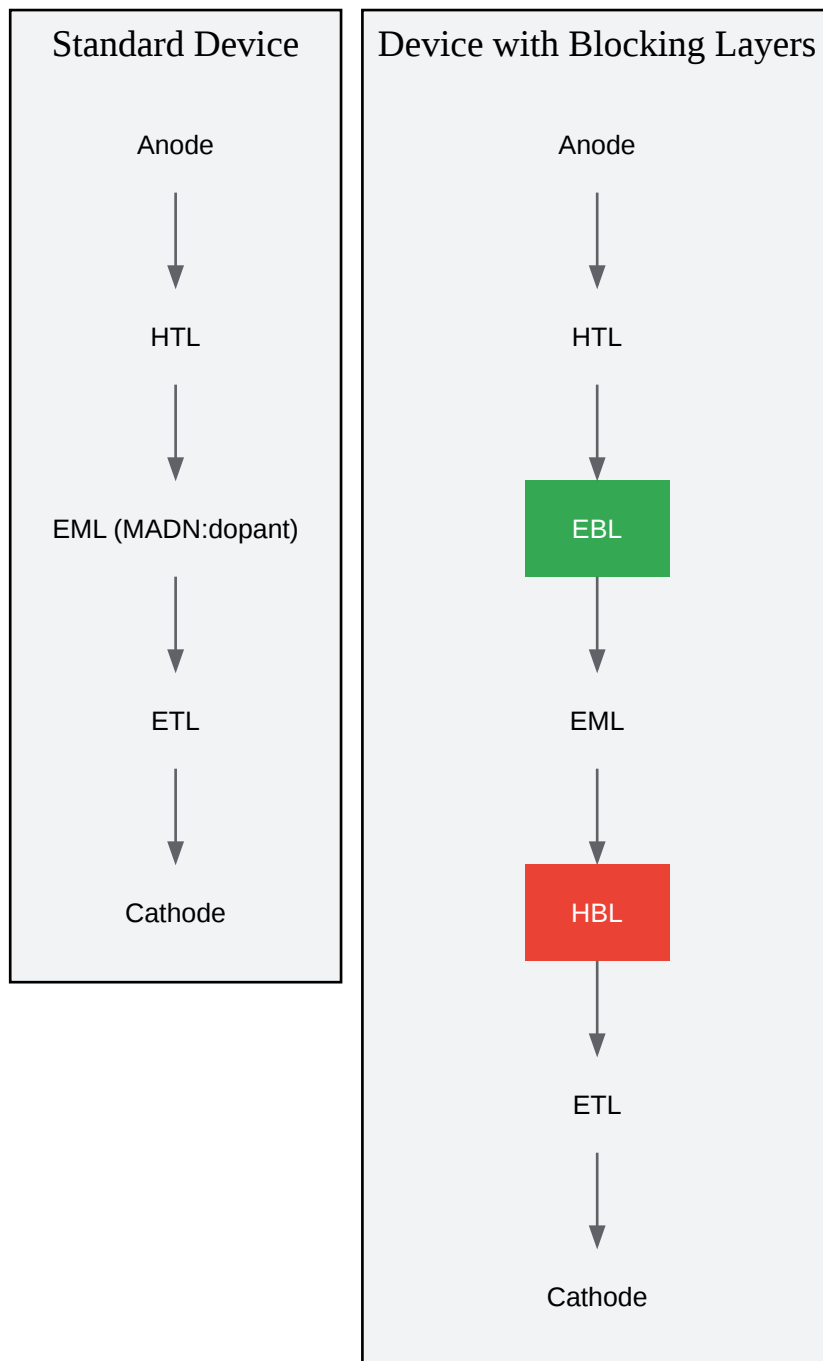 Standard Device
Anode
HTL
EML (MADN:dopant)
ETL
Cathode
Device with Blocking Layers
Anode
HTL
EBL
EML
HBL
ETL
Cathode